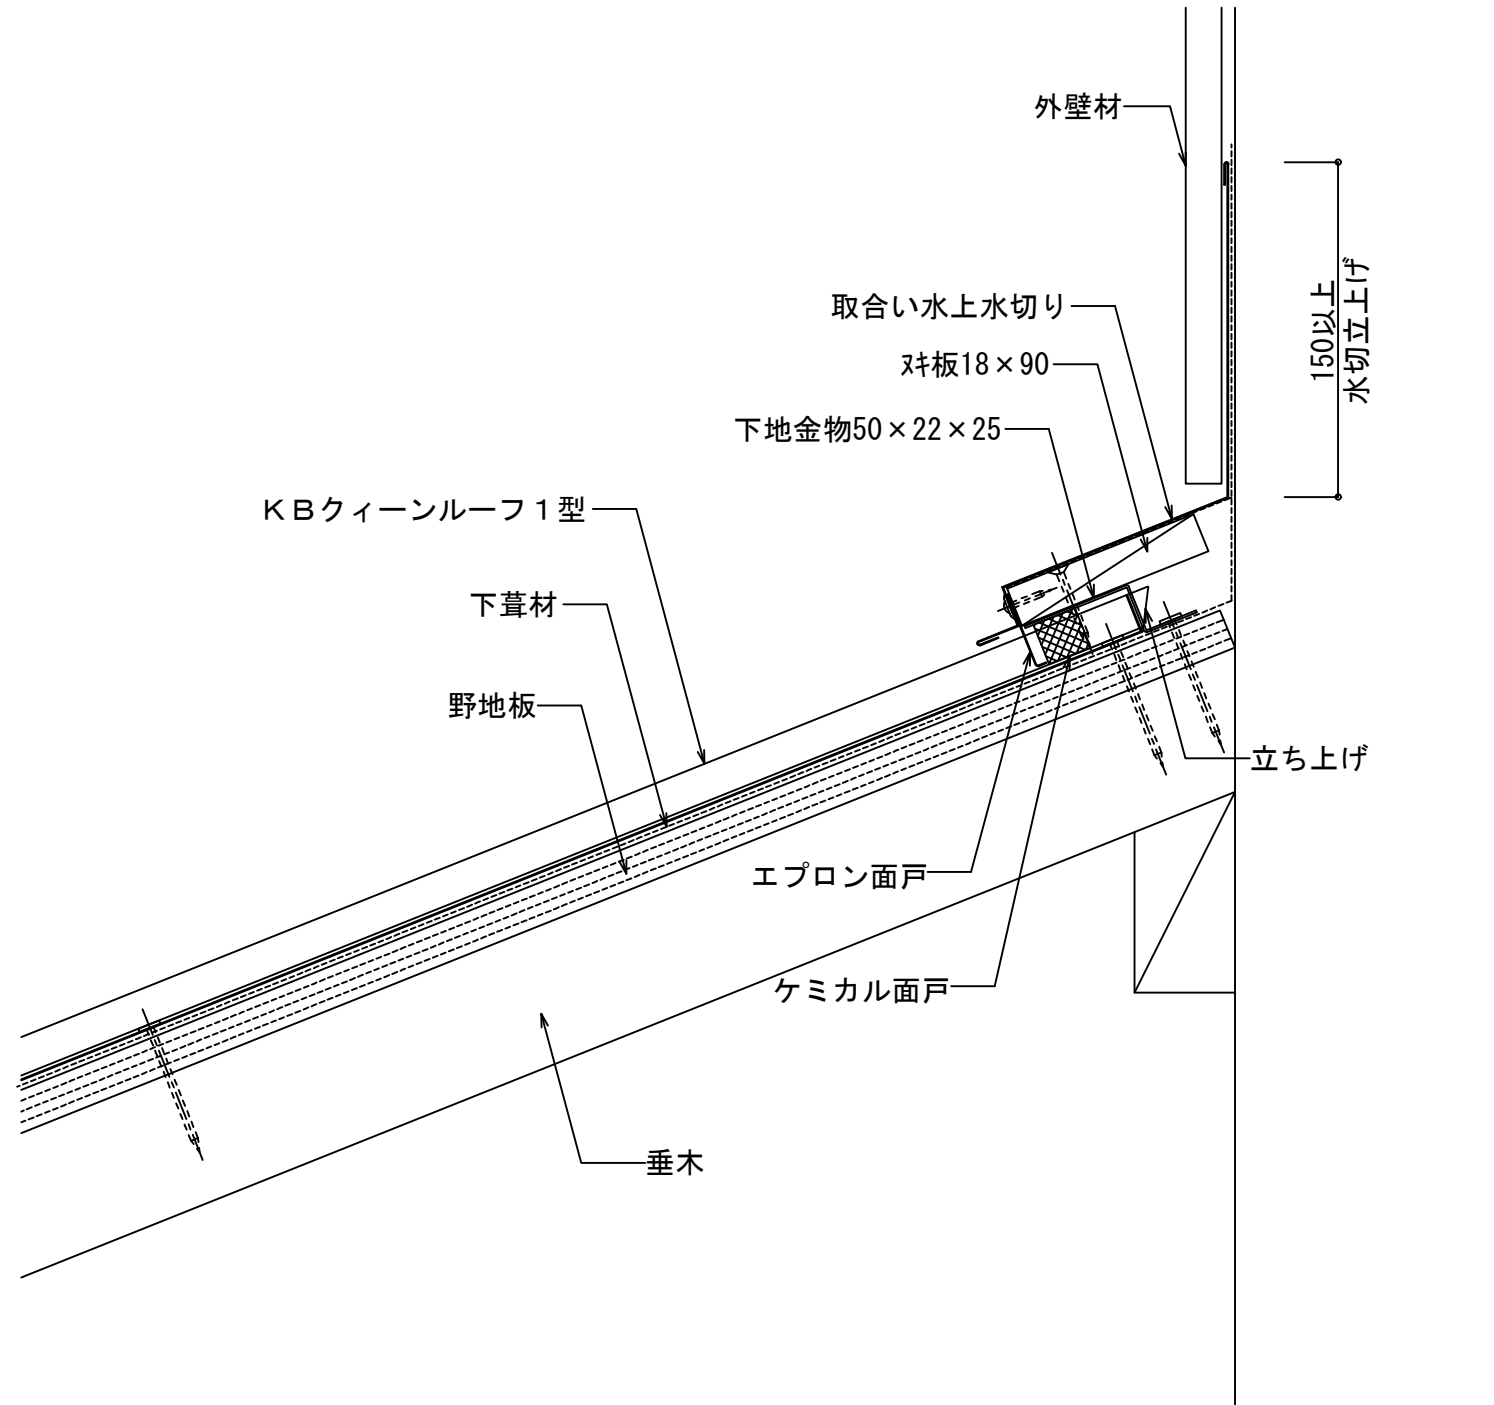 外壁材
取合い水上水切り
ﾇｷ板18×90
下地金物50×22×25
150以上
水切立上げ
ＫＢクィーンルーフ１型
下葺材
野地板
立ち上げ
エプロン面戸
ケミカル面戸
垂木